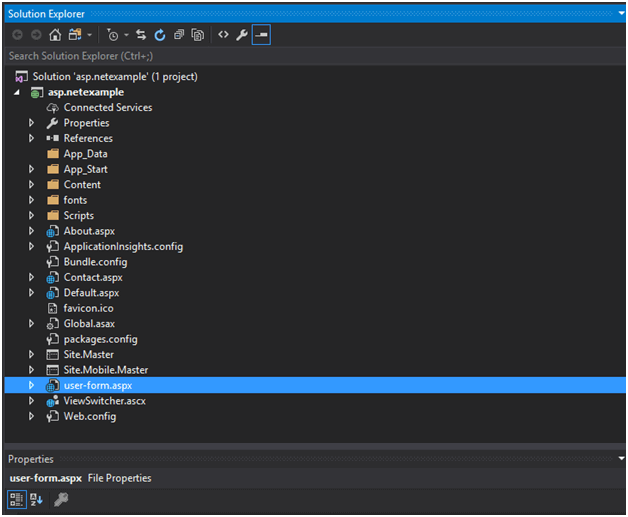 Solution Explorer
Search Solution Explorer (Ctrl+;)
Solution 'asp.netexample' (1 project)
asp.netexample
Connected Services
Properties
References
App_Data
App_Start
Content
fonts
Scripts
About.aspx
ApplicationInsights.config
Bundle.config
Contact.aspx
Default.aspx
favicon.ico
Global.asax
packages.config
Site.Master
Site.Mobile.Master
user-form.aspx
ViewSwitcher.ascx
Web.config
Properties
user-form.aspx File Properties